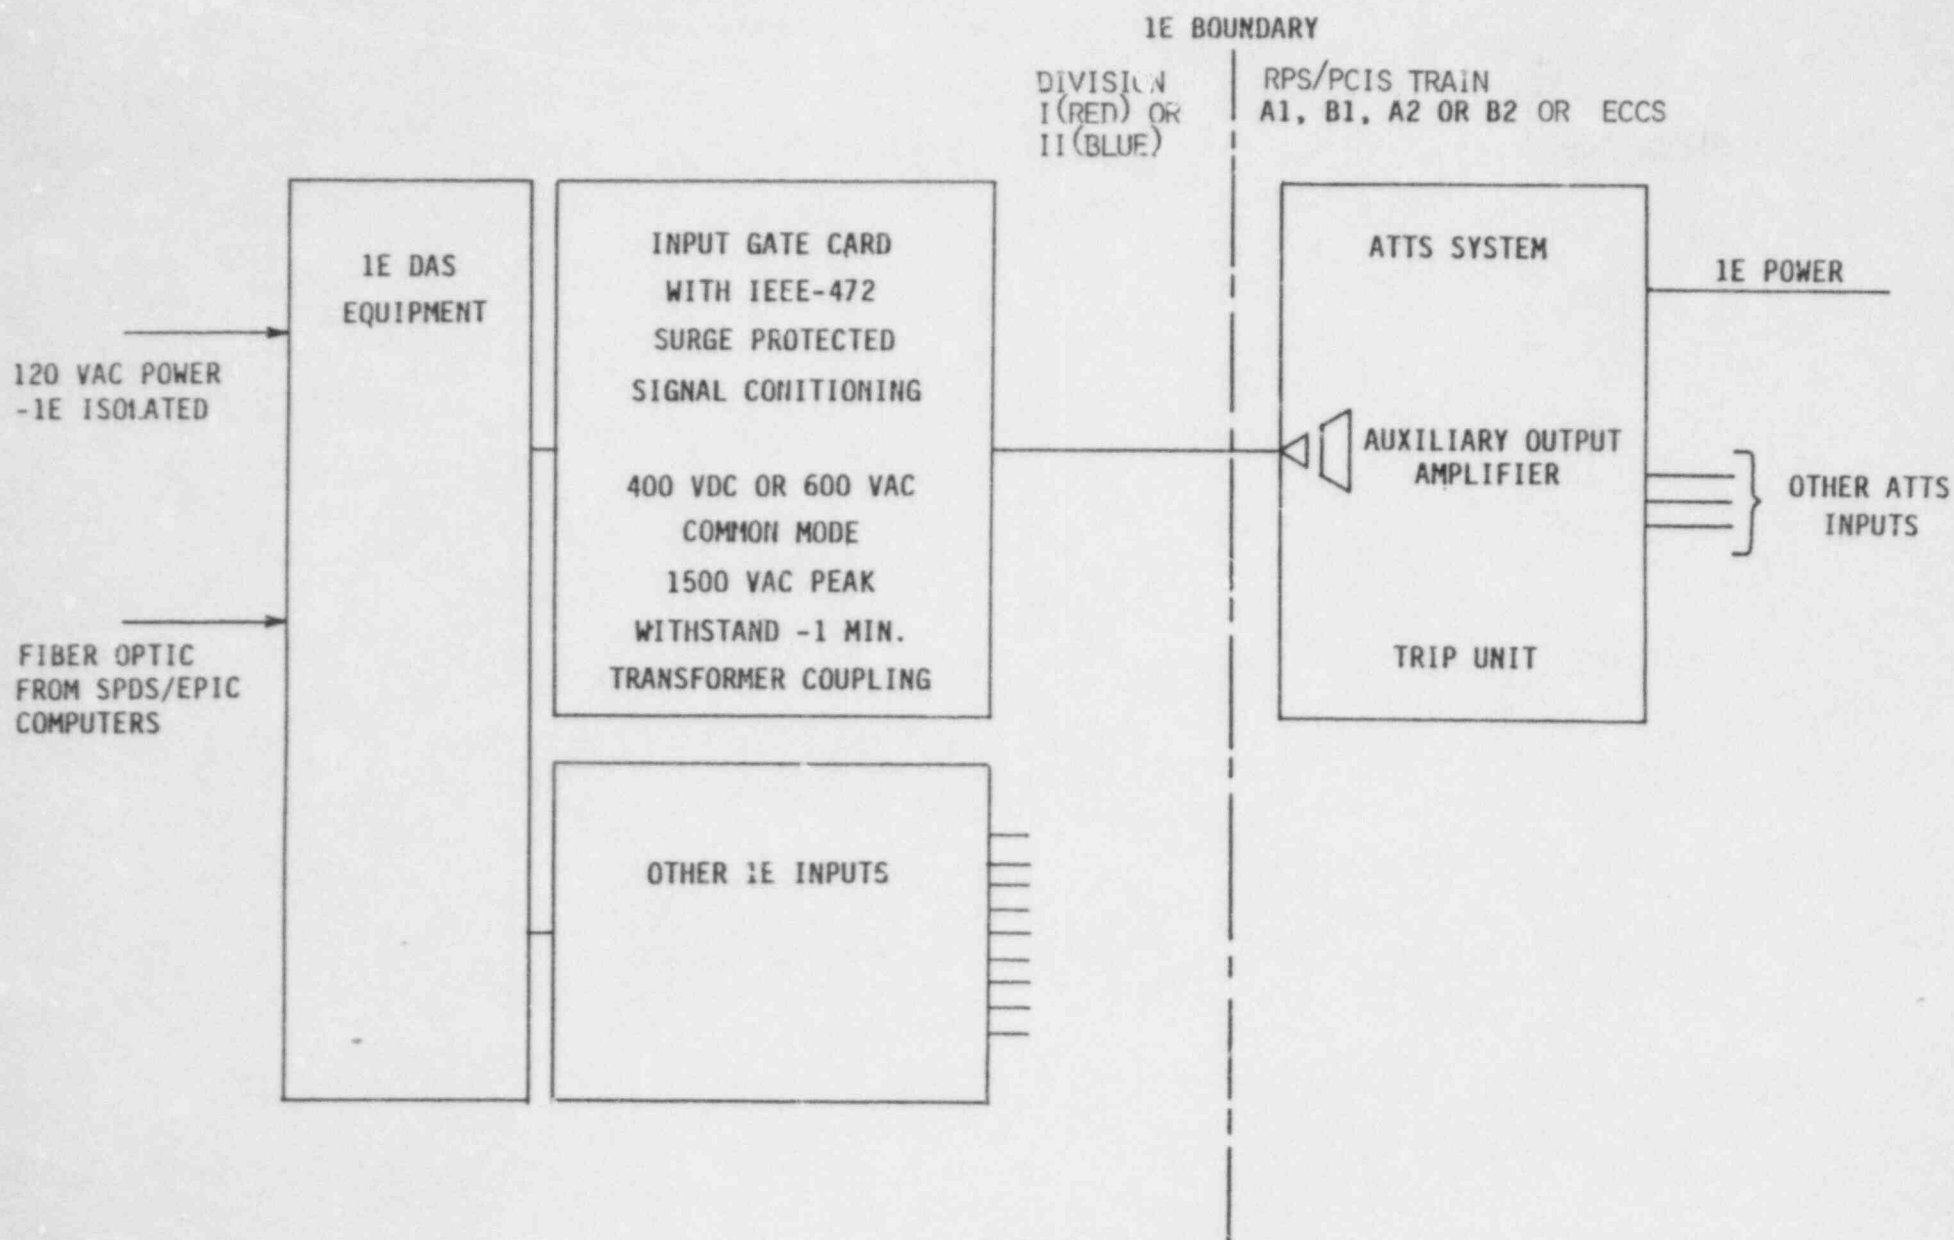 1E BOUNDARY
DIVISION
I(RED) OR
II(BLUE)
RPS/PCIS TRAIN
A1, B1, A2 OR B2 OR ECCS
1E DAS
EQUIPMENT
120 VAC POWER
-1E ISOLATED
FIBER OPTIC
FROM SPDS/EPIC
COMPUTERS
INPUT GATE CARD
WITH IEEE-472
SURGE PROTECTED
SIGNAL CONITIONING
400 VDC OR 600 VAC
COMMON MODE
1500 VAC PEAK
WITHSTAND -1 MIN.
TRANSFORMER COUPLING
OTHER 1E INPUTS
ATTS SYSTEM
AUXILIARY OUTPUT
AMPLIFIER
TRIP UNIT
1E POWER
OTHER ATTS
INPUTS